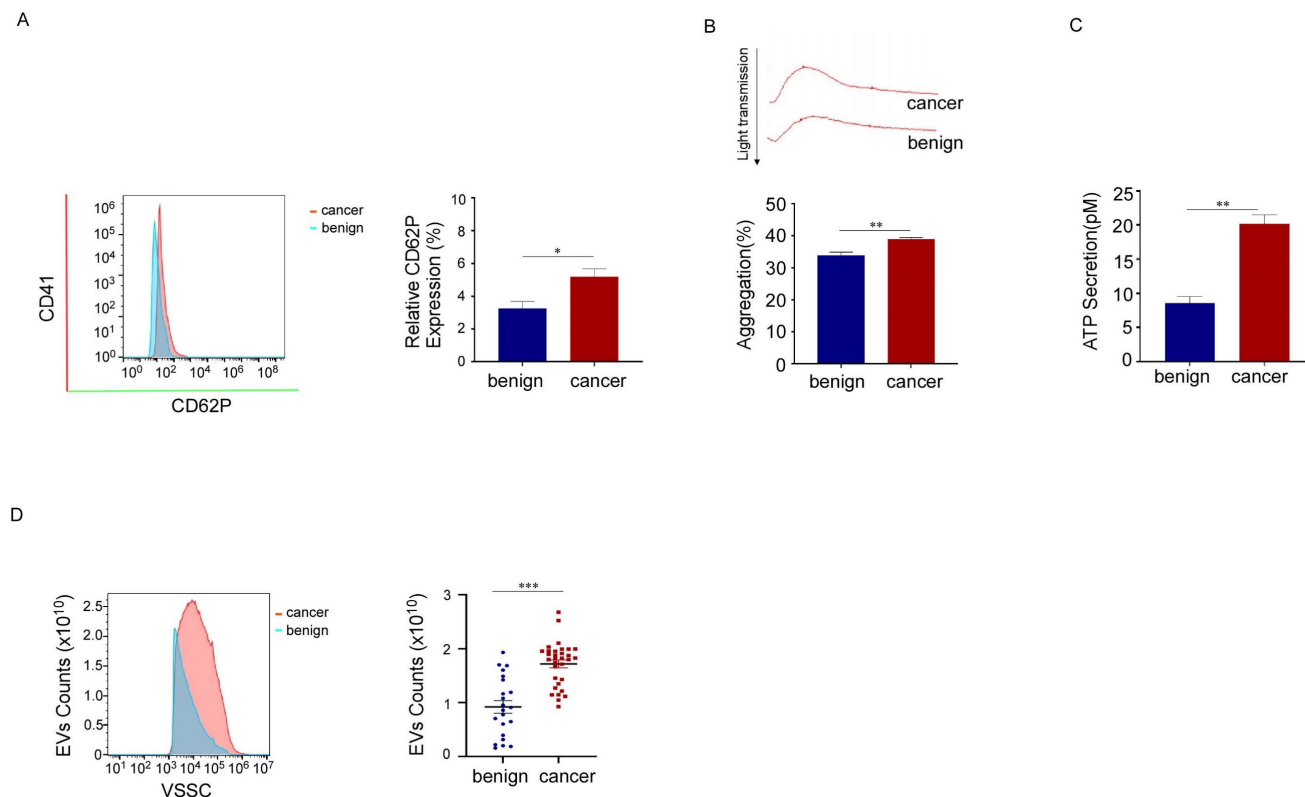 A
B
C
Light transmission
cancer
benign
CD41
10⁶
10⁵
10⁴
10³
10²
10¹
10⁰
10⁰ 10² 10⁴ 10⁶ 10⁸
CD62P
cancer
benign
Relative CD62P
Expression (%)
10
8
6
4
2
0
*
benign cancer
Aggregation(%)
50
40
30
20
10
0
**
benign cancer
ATP Secretion(pM)
25
20
15
10
5
0
**
benign cancer
D
EVs Counts (x10¹⁰)
2.5
2.0
1.5
1.0
0.5
0
10¹ 10² 10³ 10⁴ 10⁵ 10⁶ 10⁷
VSSC
cancer
benign
EVs Counts (x10¹⁰)
3
2
1
0
***
benign cancer